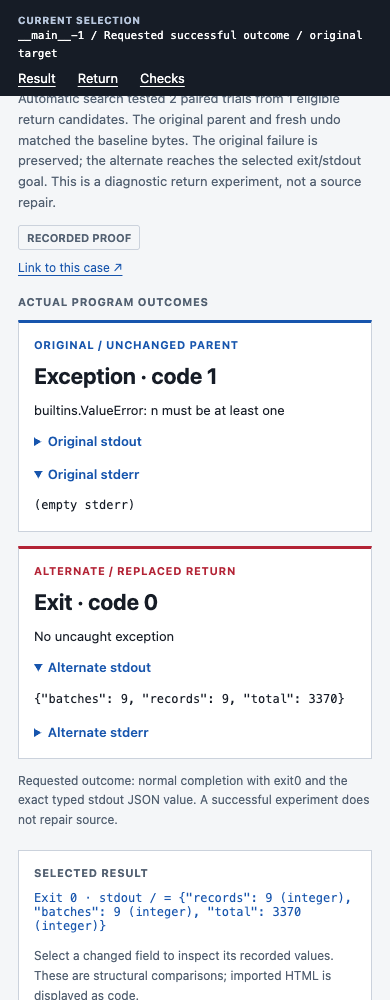 CURRENT SELECTION
__main__-1 / Requested successful outcome / original
target
Result Return Checks
Automatic search tested 2 paired trials from 1 eligible
return candidates. The original parent and fresh undo
matched the baseline bytes. The original failure is
preserved; the alternate reaches the selected exit/stdout
goal. This is a diagnostic return experiment, not a source
repair.
RECORDED PROOF
Link to this case ↗
ACTUAL PROGRAM OUTCOMES
ORIGINAL / UNCHANGED PARENT
Exception · code 1
builtins.ValueError: n must be at least one
▶ Original stdout
▼ Original stderr
(empty stderr)
ALTERNATE / REPLACED RETURN
Exit · code 0
No uncaught exception
▼ Alternate stdout
{"batches": 9, "records": 9, "total": 3370}
▶ Alternate stderr
Requested outcome: normal completion with exit0 and the
exact typed stdout JSON value. A successful experiment does
not repair source.
SELECTED RESULT
Exit 0 · stdout / = {"records": 9 (integer),
"batches": 9 (integer), "total": 3370
(integer)}
Select a changed field to inspect its recorded values.
These are structural comparisons; imported HTML is
displayed as code.